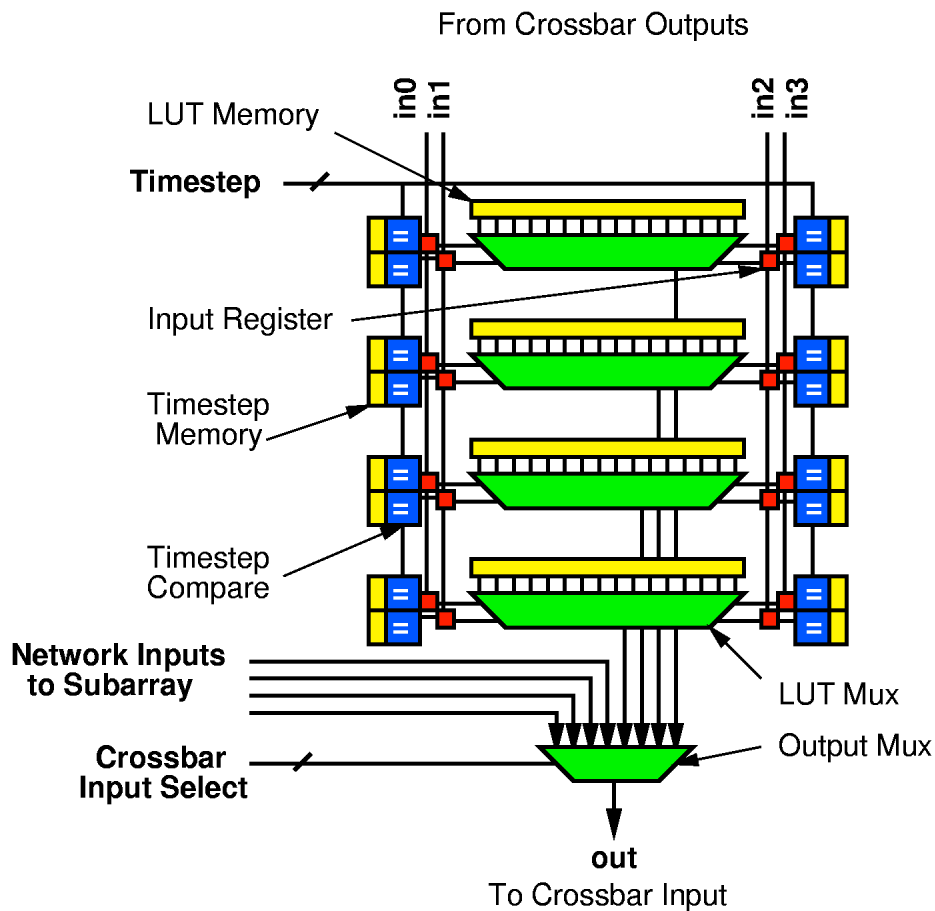 From Crossbar Outputs
in0
in1
in2
in3
LUT Memory
Timestep
=
=
=
=
Input Register
=
=
=
=
Timestep
Memory
=
=
=
=
Timestep
Compare
=
=
=
=
Network Inputs
to Subarray
LUT Mux
Output Mux
Crossbar
Input Select
out
To Crossbar Input